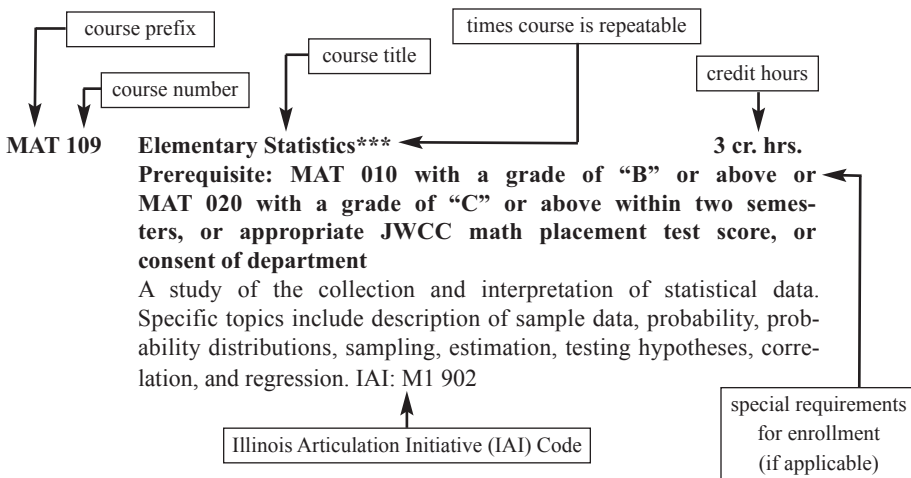 course prefix
times course is repeatable
course title
credit hours
course number
MAT 109 Elementary Statistics*** 3 cr. hrs.
Prerequisite: MAT 010 with a grade of “B” or above or
MAT 020 with a grade of “C” or above within two semes-
ters, or appropriate JWCC math placement test score, or
consent of department
A study of the collection and interpretation of statistical data.
Specific topics include description of sample data, probability, prob-
ability distributions, sampling, estimation, testing hypotheses, corre-
lation, and regression. IAI: M1 902
special requirements
for enrollment
(if applicable)
Illinois Articulation Initiative (IAI) Code